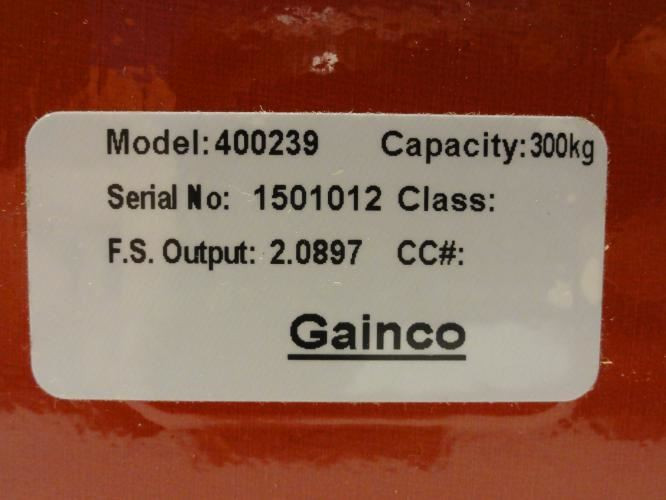 Model: 400239 Capacity: 300kg
Serial No: 1501012 Class:
F.S. Output: 2.0897 CC#:
Gainco